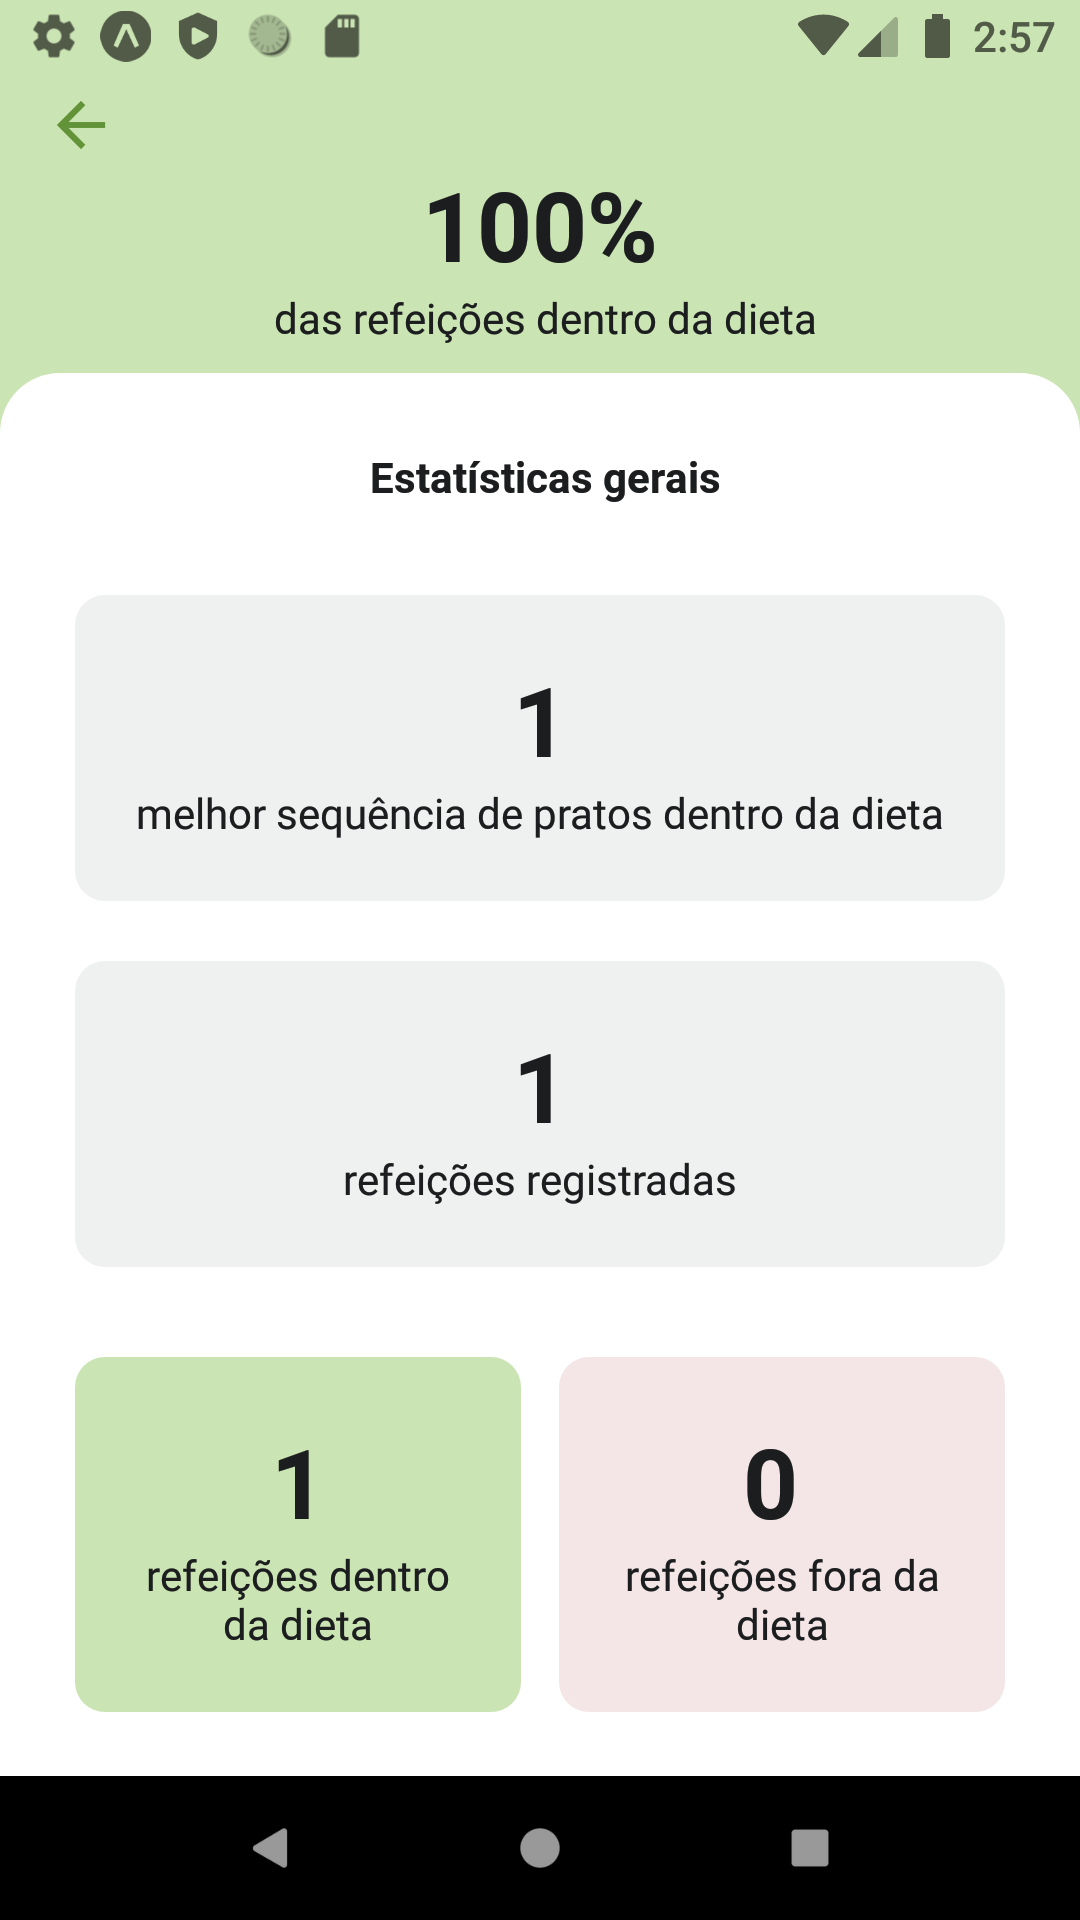 2:57
100%
das refeições dentro da dieta
Estatísticas gerais
1
melhor sequência de pratos dentro da dieta
1
refeições registradas
1
refeições dentro
da dieta
0
refeições fora da
dieta